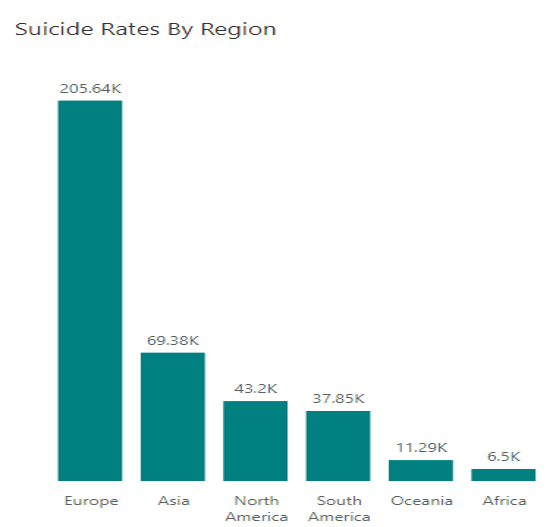 Suicide Rates By Region
205.64K
69.38K
43.2K
37.85K
11.29K
6.5K
Europe Asia North South Oceania Africa
America America